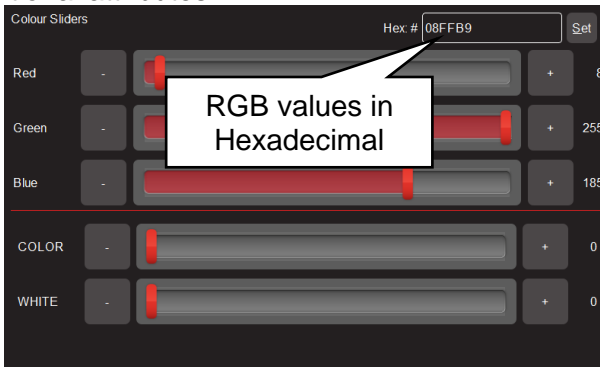 Colour Sliders Hex: # 08FFB9 Set
Red - + 8
RGB values in
Hexadecimal
Green - + 255
Blue - + 185
COLOR - + 0
WHITE - + 0